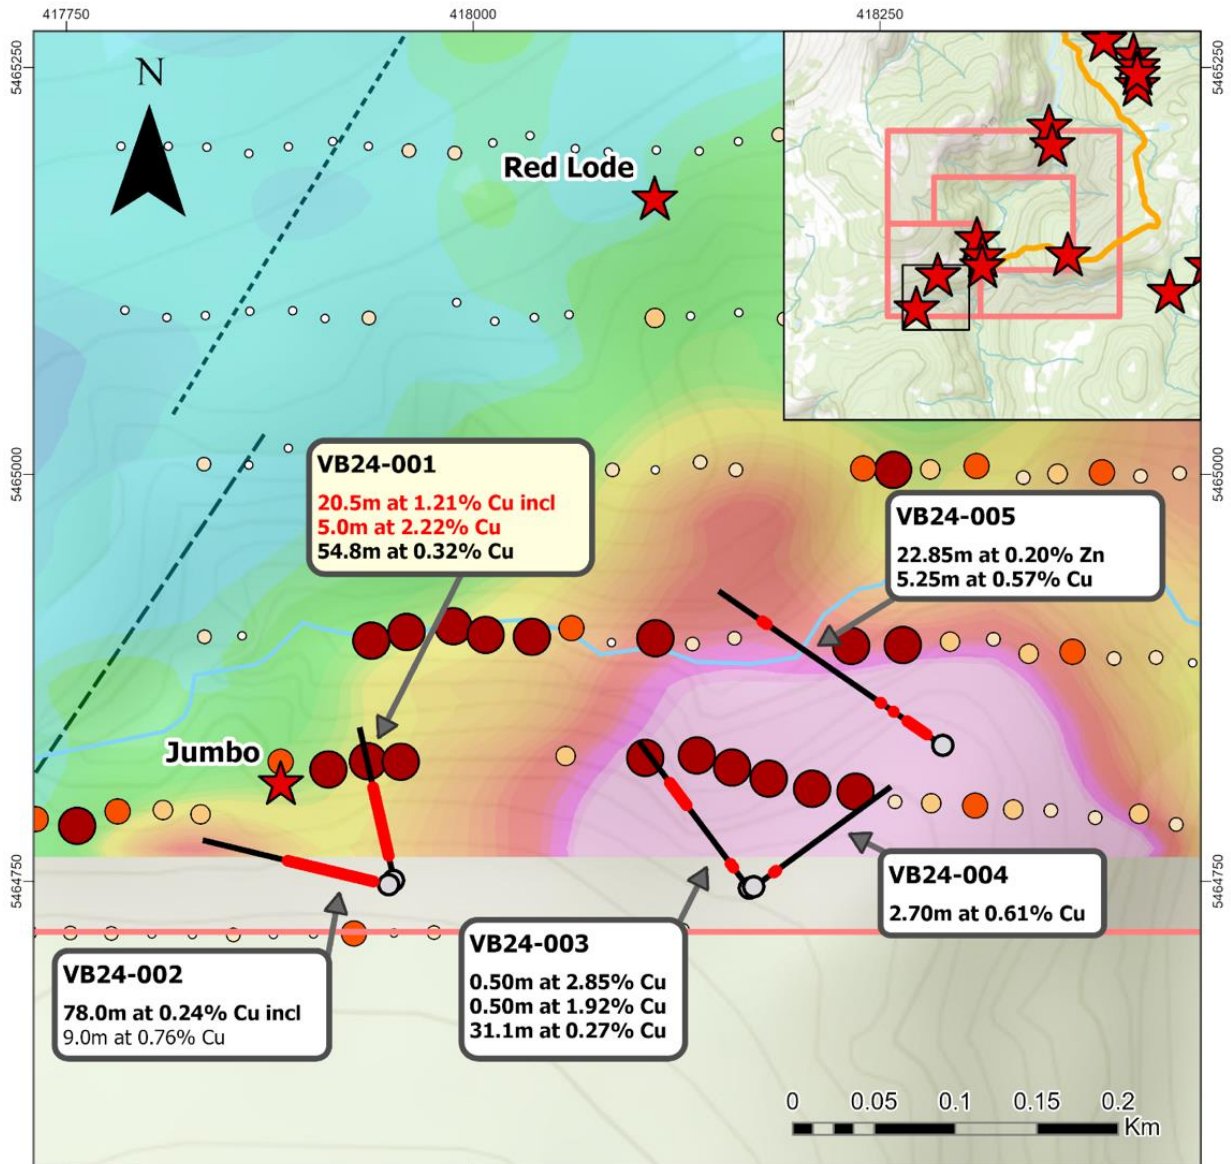 417750
418000
418250
5465250
5465250
N
Red Lode
5465000
5465000
VB24-001
20.5m at 1.21% Cu incl
5.0m at 2.22% Cu
54.8m at 0.32% Cu
VB24-005
22.85m at 0.20% Zn
5.25m at 0.57% Cu
Jumbo
5464750
5464750
VB24-004
2.70m at 0.61% Cu
VB24-003
0.50m at 2.85% Cu
0.50m at 1.92% Cu
31.1m at 0.27% Cu
VB24-002
78.0m at 0.24% Cu incl
9.0m at 0.76% Cu
0 0.05 0.1 0.15 0.2
Km